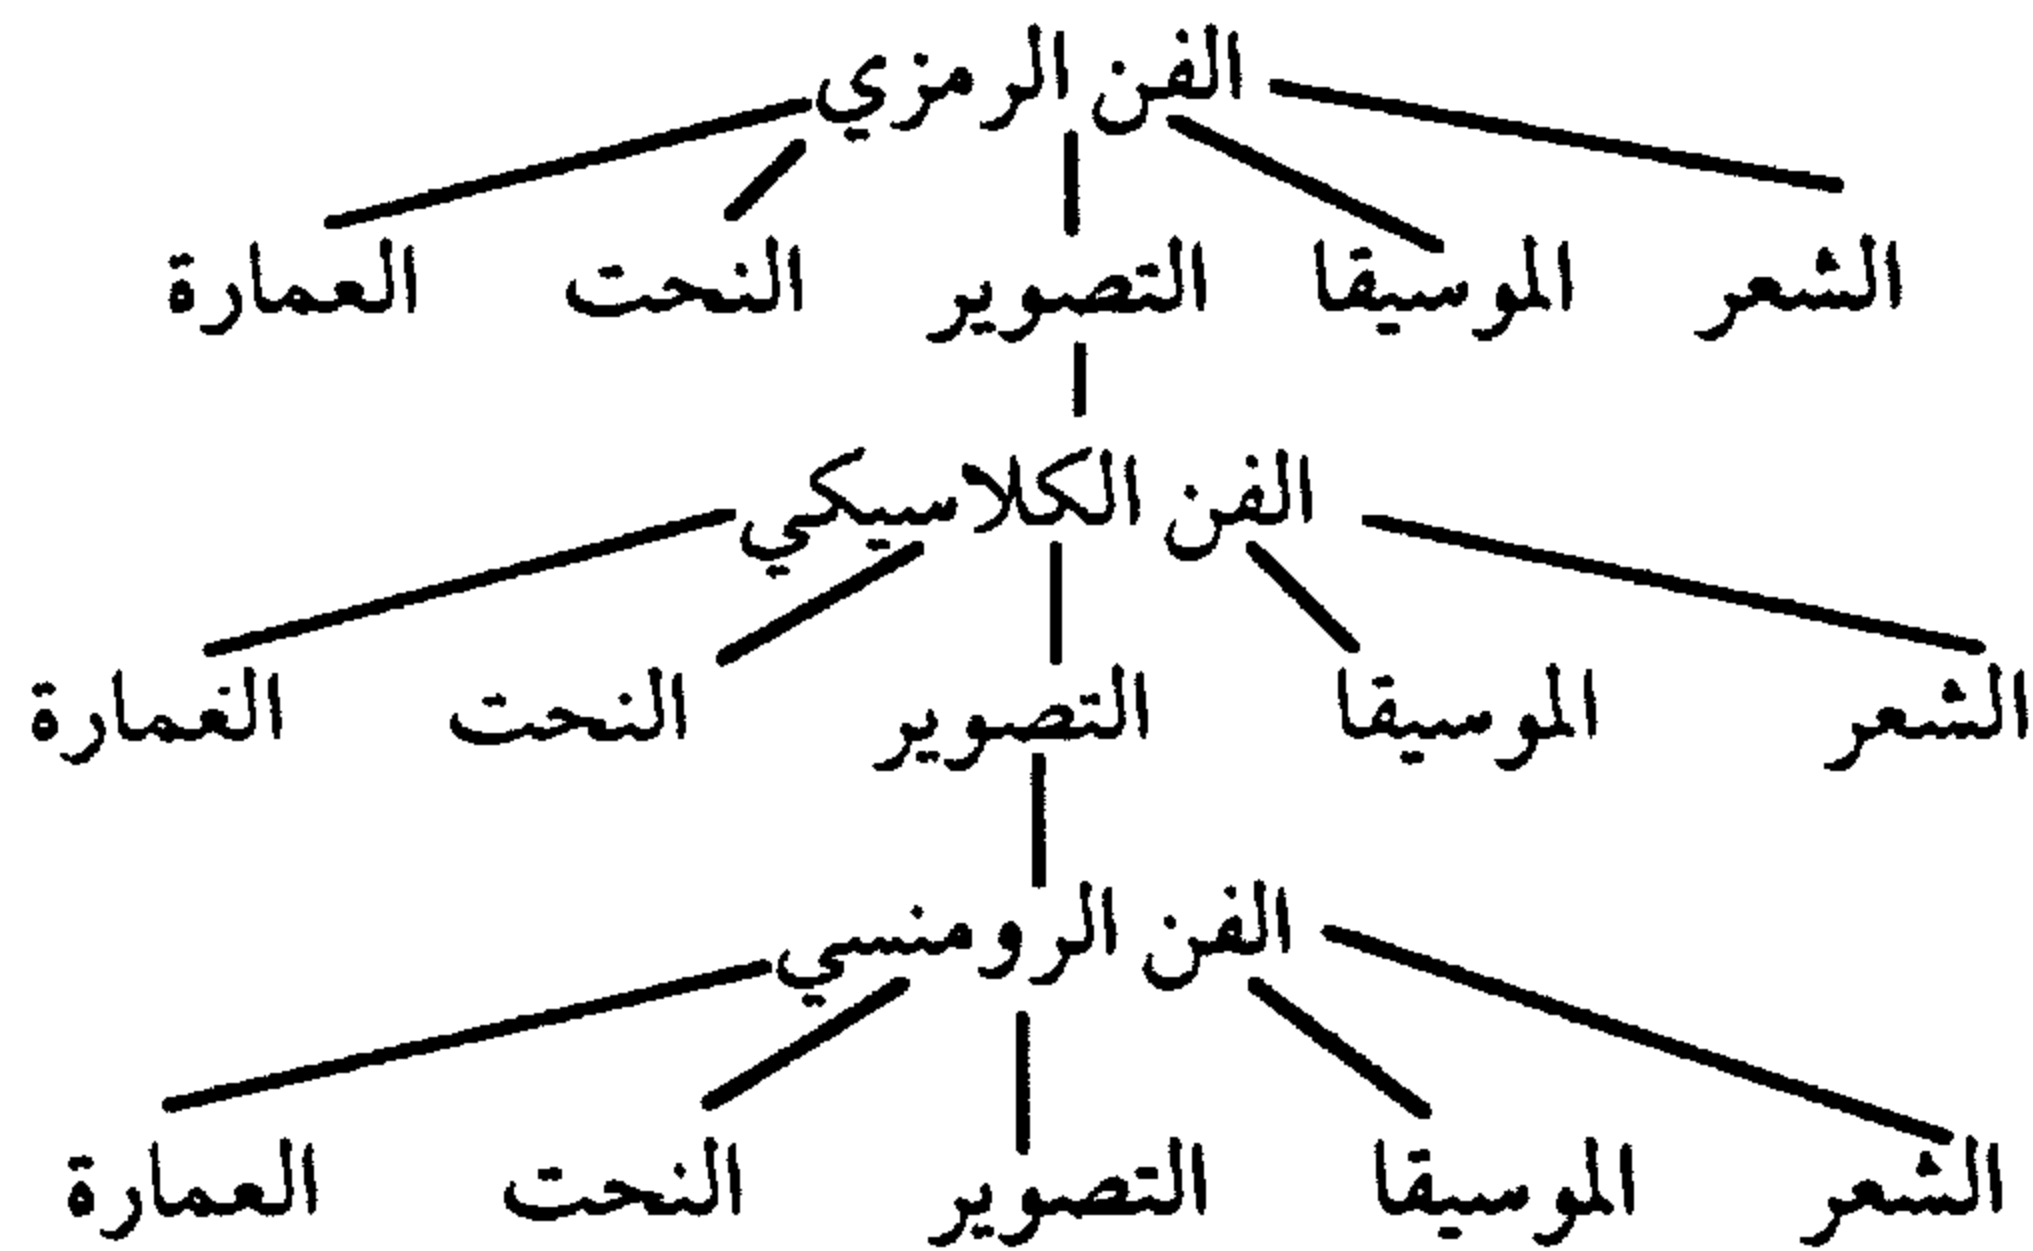 الفن الرمزي
الشعر الموسيقا التصوير النحت العمارة
الفن الكلاسيكي
الشعر الموسيقا التصوير النحت الغمارة
الفن الرومنسي
الشعر الموسيقا التصوير النحت العمارة